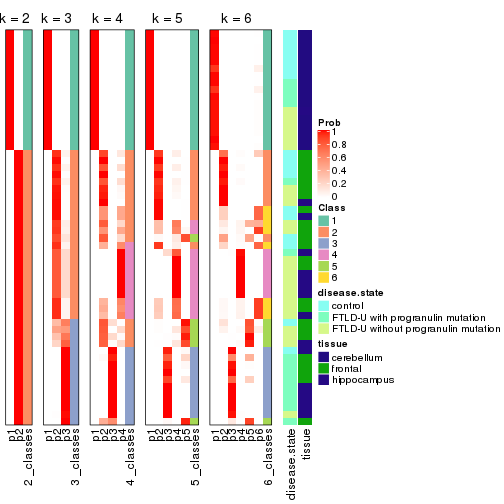 k = 2 k = 3 k = 4 k = 5 k = 6
Prob
1
0.8
0.6
0.4
0.2
0
Class
1
2
3
4
5
6
disease.state
control
FTLD-U with progranulin mutation
FTLD-U without progranulin mutation
tissue
cerebellum
frontal
hippocampus
p1
p2
2_classes
p1
p2
p3
3_classes
p1
p2
p3
p4
4_classes
p1
p2
p3
p4
p5
5_classes
p1
p2
p3
p4
p5
p6
6_classes
disease.state
tissue